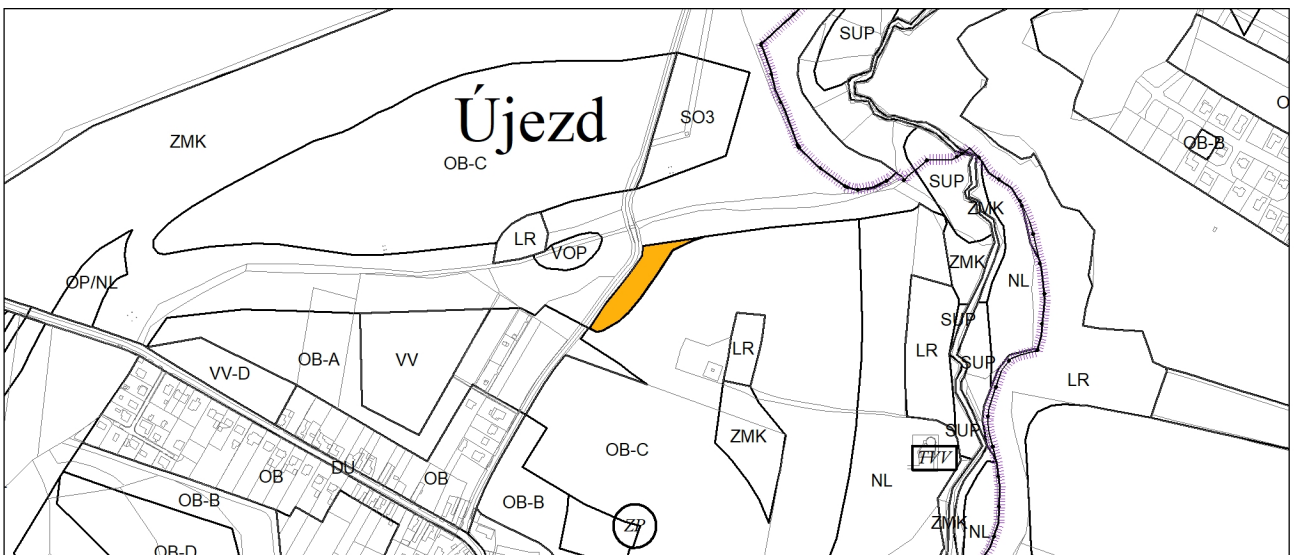 SUP
Újezd
SO3
O
ZMK
OB-C
OB-B
SUP
ZMK
LR
VOP
ZMK
NL
OP/NL
SUP
LR
OB-A
VV
LR
SUP
VV-D
LR
ZMK
SUP
OB-C
TVV
DU
OB
OB
NL
OB-B
OB-B
ZP
ZMK
NL
OB-D